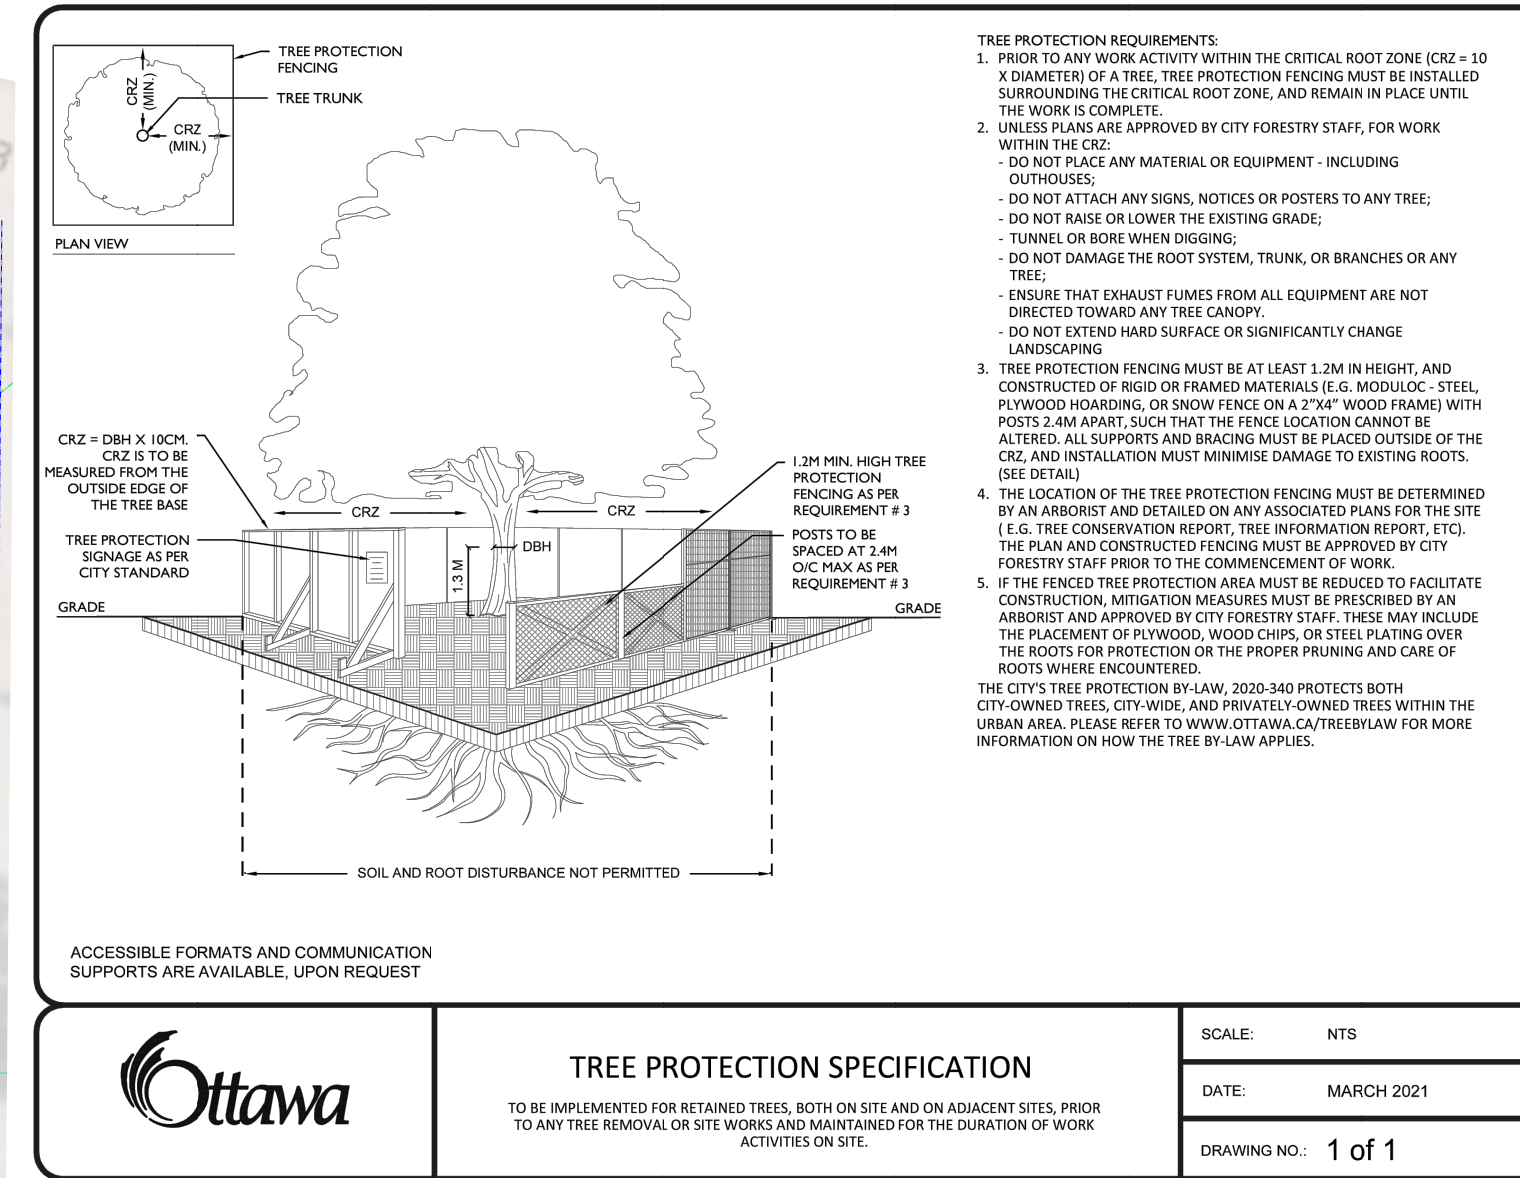 TREE PROTECTION
FENCING
TREE TRUNK
CRZ
(MIN.)
CRZ
(MIN.)
PLAN VIEW
CRZ = DBH X 10CM.
CRZ IS TO BE
MEASURED FROM THE
OUTSIDE EDGE OF
THE TREE BASE
TREE PROTECTION
SIGNAGE AS PER
CITY STANDARD
GRADE
CRZ
CRZ
DBH
1.3 M
1.2M MIN. HIGH TREE
PROTECTION
FENCING AS PER
REQUIREMENT # 3
POSTS TO BE
SPACED AT 2.4M
O/C MAX AS PER
REQUIREMENT # 3
GRADE
SOIL AND ROOT DISTURBANCE NOT PERMITTED
ACCESSIBLE FORMATS AND COMMUNICATION
SUPPORTS ARE AVAILABLE, UPON REQUEST
TREE PROTECTION REQUIREMENTS:
1. PRIOR TO ANY WORK ACTIVITY WITHIN THE CRITICAL ROOT ZONE (CRZ = 10
X DIAMETER) OF A TREE, TREE PROTECTION FENCING MUST BE INSTALLED
SURROUNDING THE CRITICAL ROOT ZONE, AND REMAIN IN PLACE UNTIL
THE WORK IS COMPLETE.
2. UNLESS PLANS ARE APPROVED BY CITY FORESTRY STAFF, FOR WORK
WITHIN THE CRZ:
- DO NOT PLACE ANY MATERIAL OR EQUIPMENT - INCLUDING
OUTHOUSES;
- DO NOT ATTACH ANY SIGNS, NOTICES OR POSTERS TO ANY TREE;
- DO NOT RAISE OR LOWER THE EXISTING GRADE;
- TUNNEL OR BORE WHEN DIGGING;
- DO NOT DAMAGE THE ROOT SYSTEM, TRUNK, OR BRANCHES OR ANY
TREE;
- ENSURE THAT EXHAUST FUMES FROM ALL EQUIPMENT ARE NOT
DIRECTED TOWARD ANY TREE CANOPY.
- DO NOT EXTEND HARD SURFACE OR SIGNIFICANTLY CHANGE
LANDSCAPING
3. TREE PROTECTION FENCING MUST BE AT LEAST 1.2M IN HEIGHT, AND
CONSTRUCTED OF RIGID OR FRAMED MATERIALS (E.G. MODULOC - STEEL,
PLYWOOD HOARDING, OR SNOW FENCE ON A 2”X4” WOOD FRAME) WITH
POSTS 2.4M APART, SUCH THAT THE FENCE LOCATION CANNOT BE
ALTERED. ALL SUPPORTS AND BRACING MUST BE PLACED OUTSIDE OF THE
CRZ, AND INSTALLATION MUST MINIMISE DAMAGE TO EXISTING ROOTS.
(SEE DETAIL)
4. THE LOCATION OF THE TREE PROTECTION FENCING MUST BE DETERMINED
BY AN ARBORIST AND DETAILED ON ANY ASSOCIATED PLANS FOR THE SITE
( E.G. TREE CONSERVATION REPORT, TREE INFORMATION REPORT, ETC).
THE PLAN AND CONSTRUCTED FENCING MUST BE APPROVED BY CITY
FORESTRY STAFF PRIOR TO THE COMMENCEMENT OF WORK.
5. IF THE FENCED TREE PROTECTION AREA MUST BE REDUCED TO FACILITATE
CONSTRUCTION, MITIGATION MEASURES MUST BE PRESCRIBED BY AN
ARBORIST AND APPROVED BY CITY FORESTRY STAFF. THESE MAY INCLUDE
THE PLACEMENT OF PLYWOOD, WOOD CHIPS, OR STEEL PLATING OVER
THE ROOTS FOR PROTECTION OR THE PROPER PRUNING AND CARE OF
ROOTS WHERE ENCOUNTERED.
THE CITY'S TREE PROTECTION BY-LAW, 2020-340 PROTECTS BOTH
CITY-OWNED TREES, CITY-WIDE, AND PRIVATELY-OWNED TREES WITHIN THE
URBAN AREA. PLEASE REFER TO WWW.OTTAWA.CA/TREEBYLAW FOR MORE
INFORMATION ON HOW THE TREE BY-LAW APPLIES.
Ottawa
TREE PROTECTION SPECIFICATION
TO BE IMPLEMENTED FOR RETAINED TREES, BOTH ON SITE AND ON ADJACENT SITES, PRIOR
TO ANY TREE REMOVAL OR SITE WORKS AND MAINTAINED FOR THE DURATION OF WORK
ACTIVITIES ON SITE.
SCALE: NTS
DATE: MARCH 2021
DRAWING NO.: 1 of 1